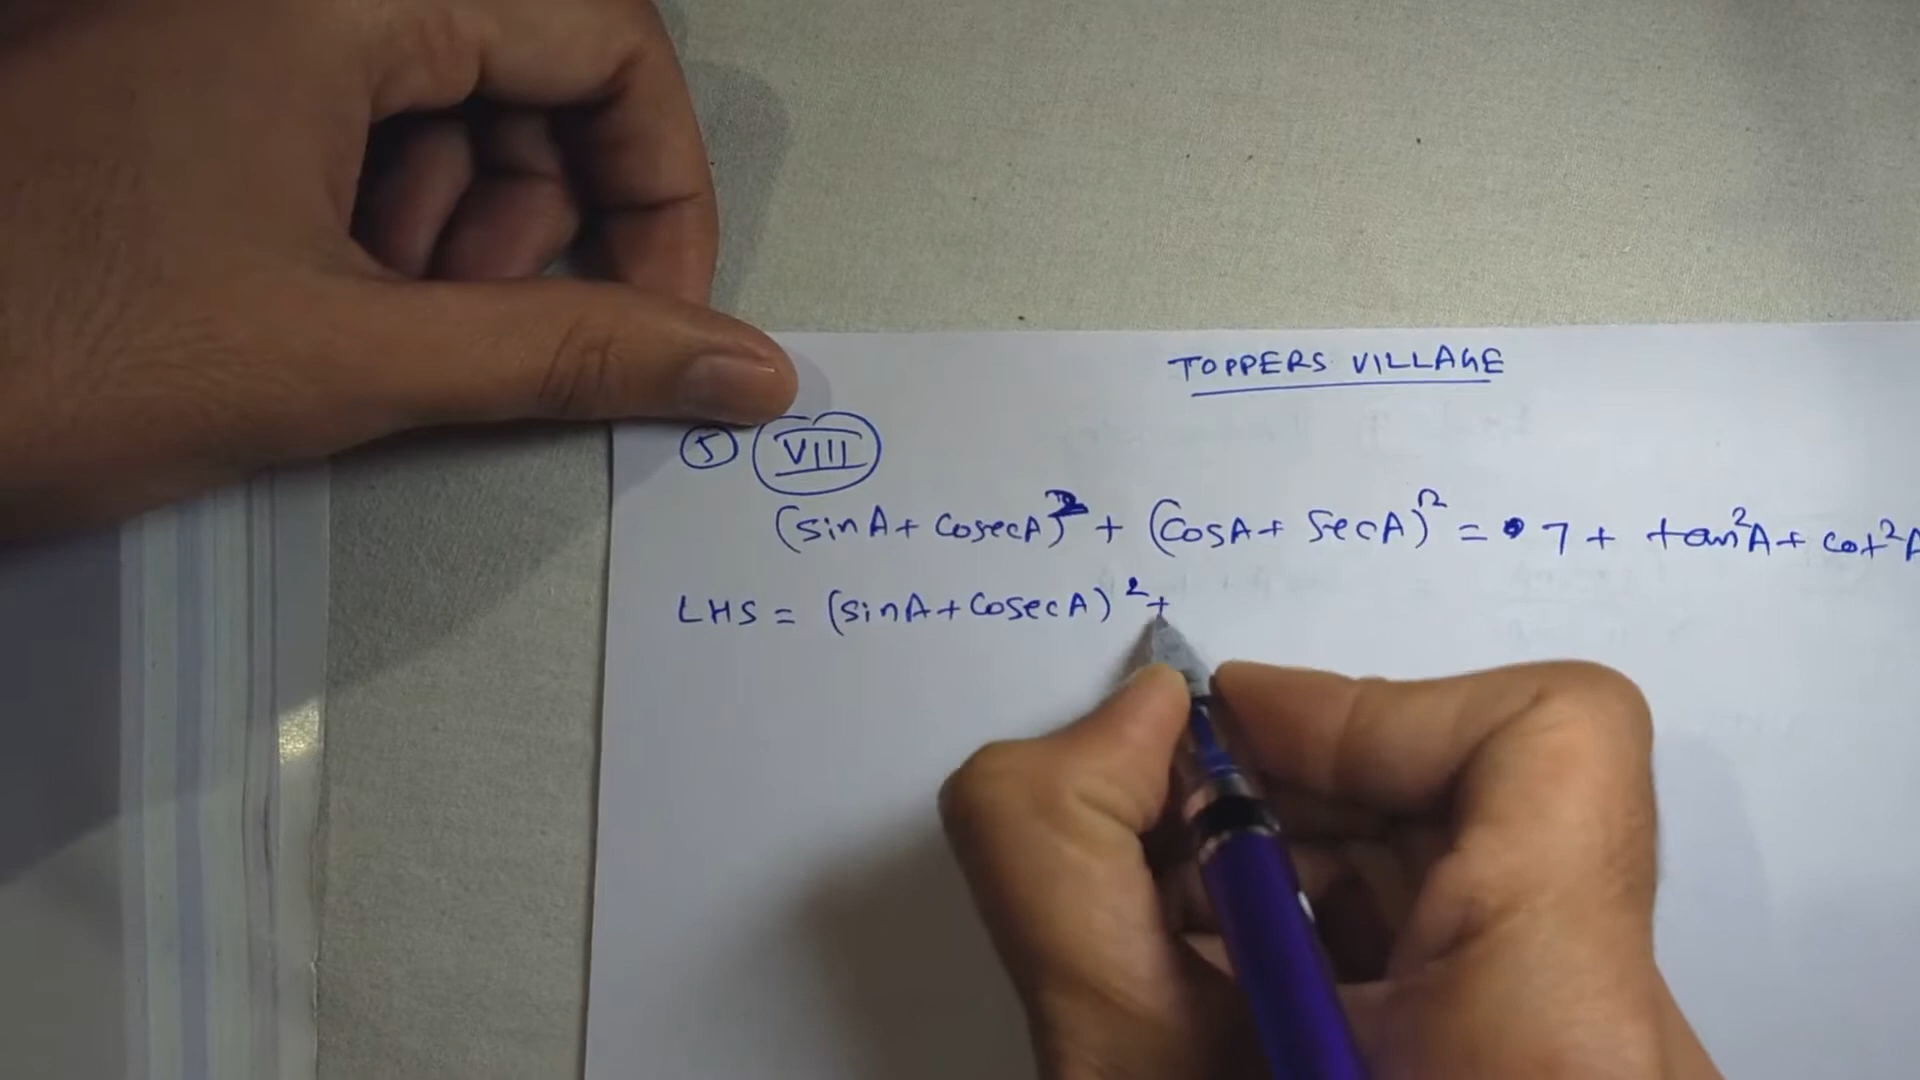 TOPPERS VILLAGE
5 VIII
(sinA + cosecA)² + (cosA + secA)² = 7 + tan²A + cot²A
LHS = (sinA + cosecA)² +